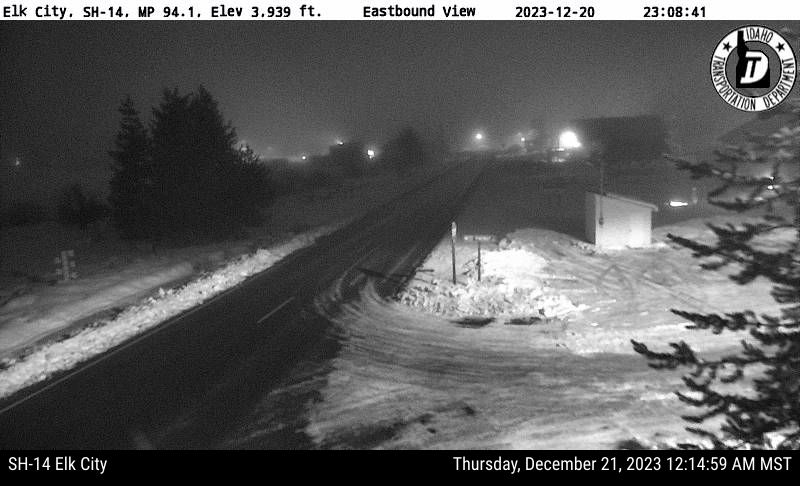 Elk City, SH-14, MP 94.1, Elev 3,939 ft. Eastbound View 2023-12-20 23:08:41
IDAHO
TRANSPORTATION DEPARTMENT
SH-14 Elk City Thursday, December 21, 2023 12:14:59 AM MST